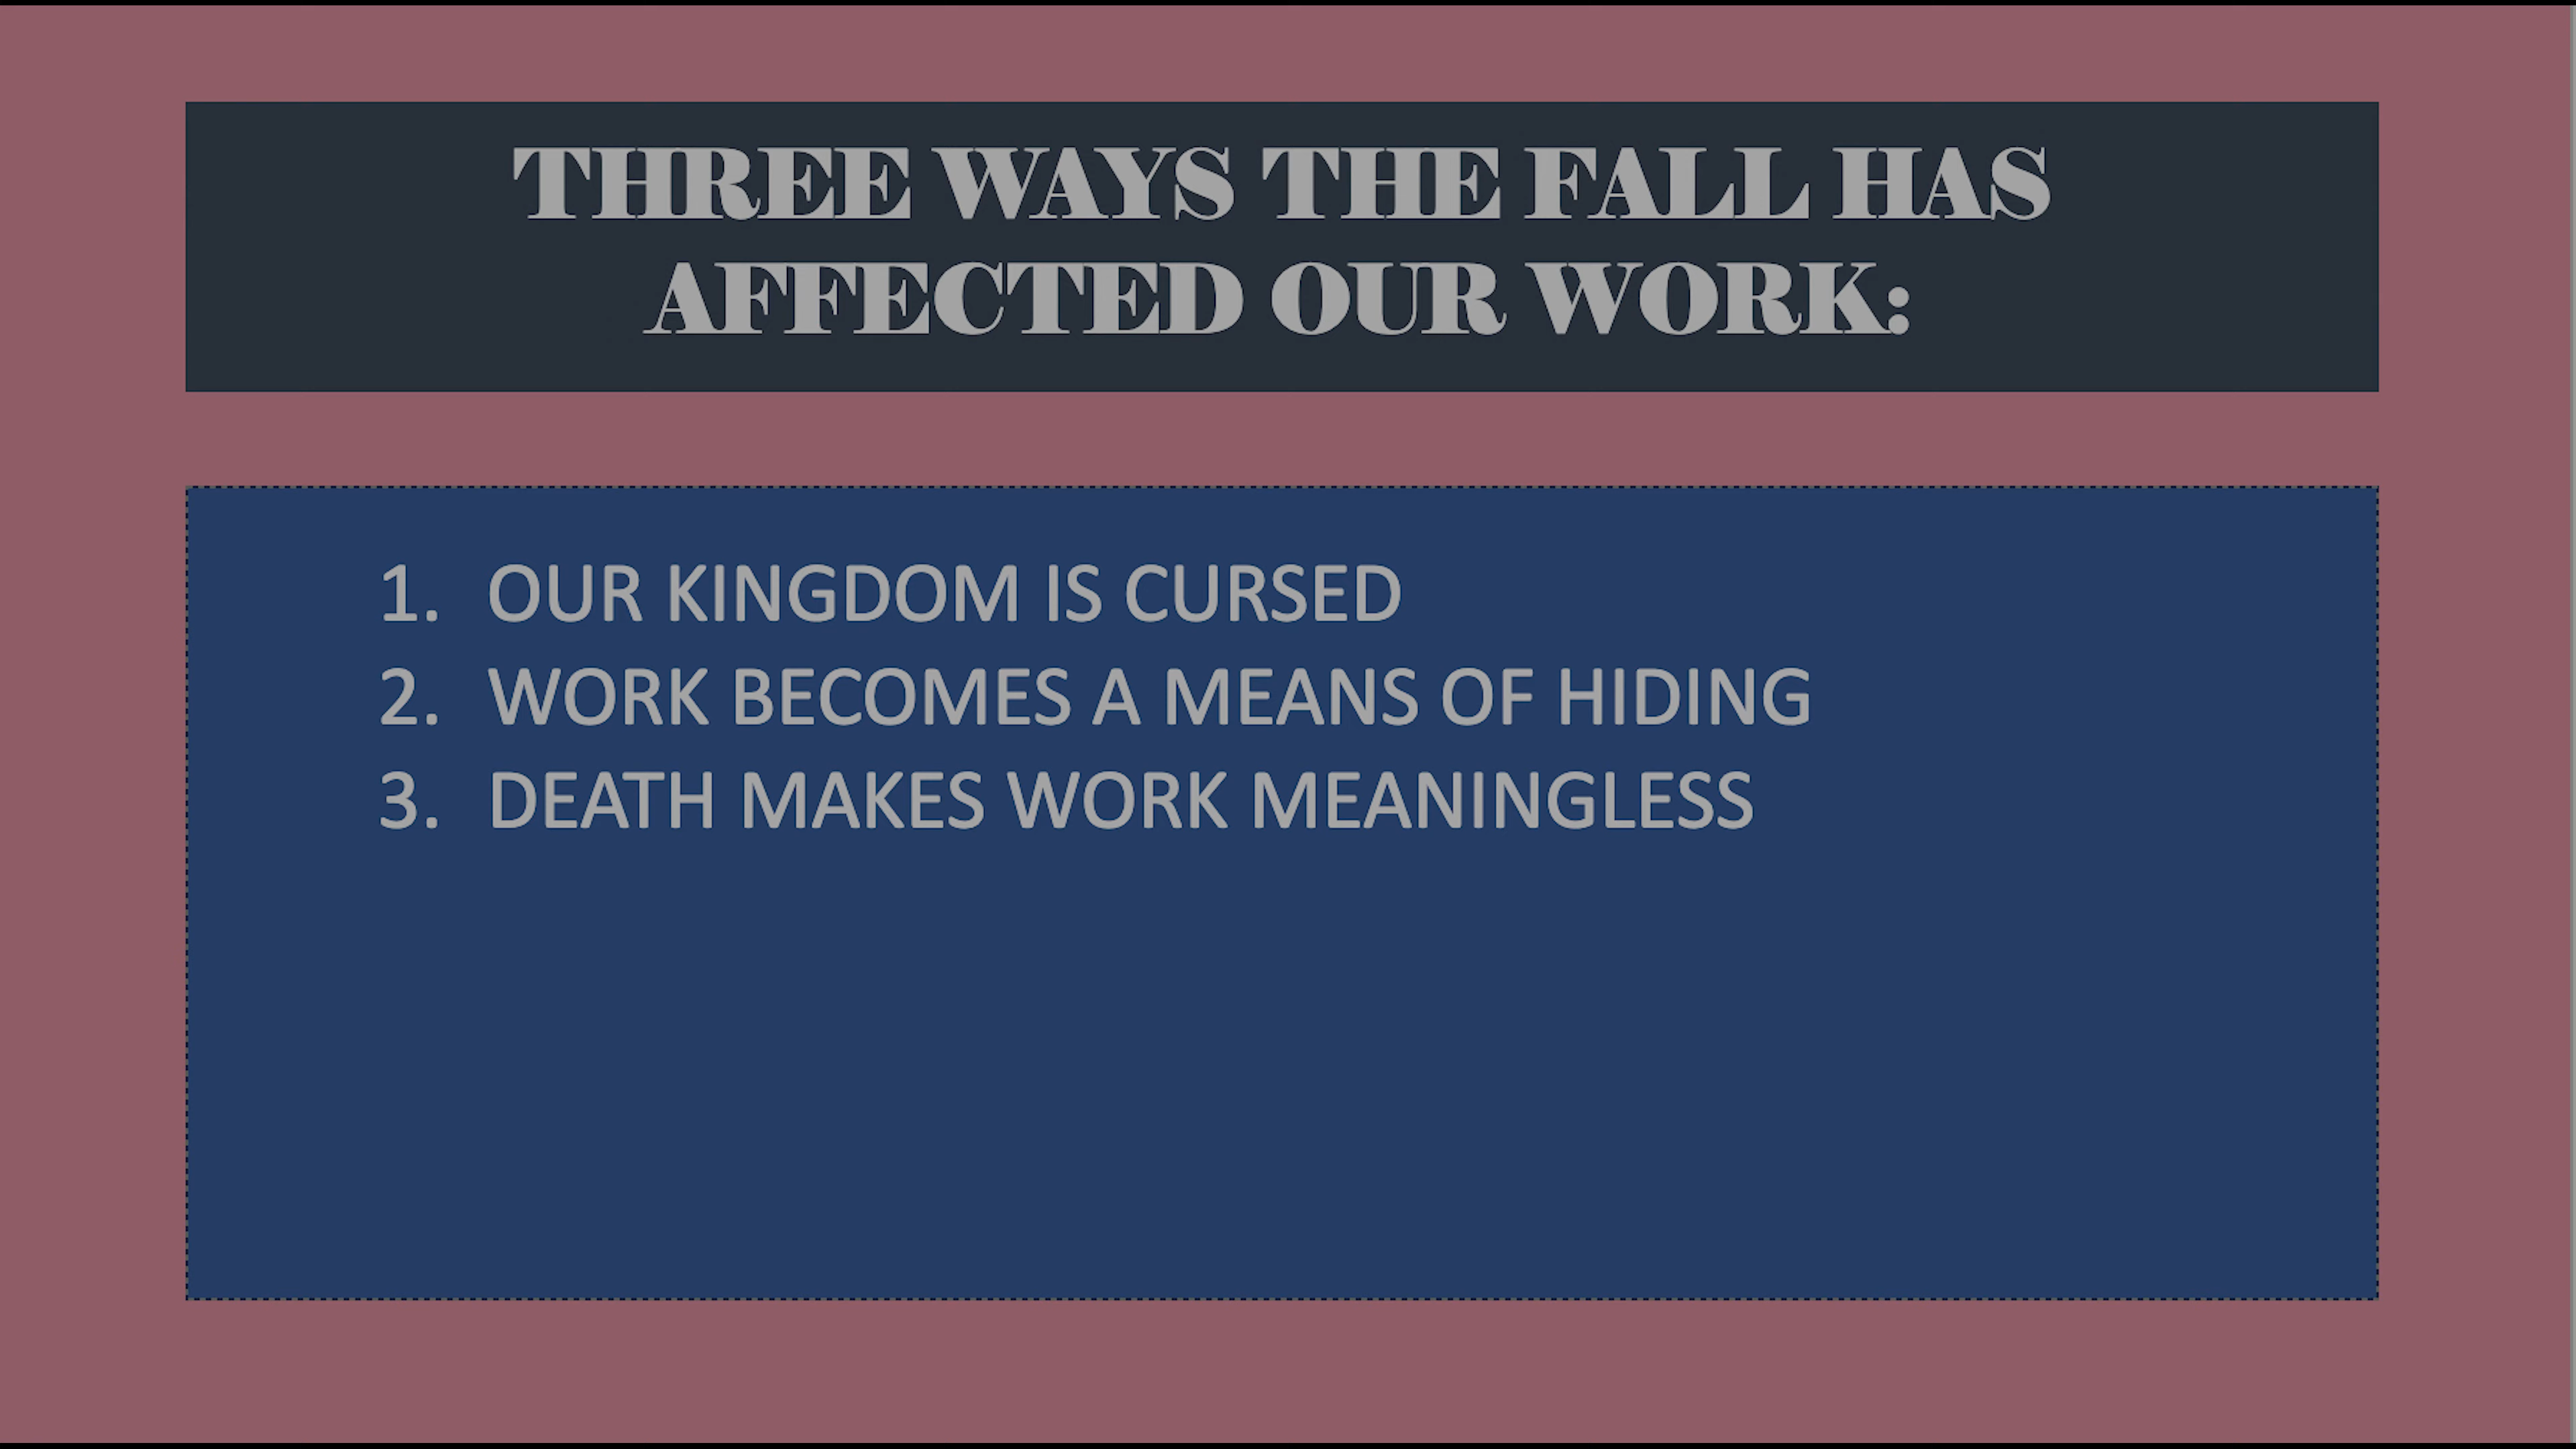 THREE WAYS THE FALL HAS
AFFECTED OUR WORK:
1. OUR KINGDOM IS CURSED
2. WORK BECOMES A MEANS OF HIDING
3. DEATH MAKES WORK MEANINGLESS